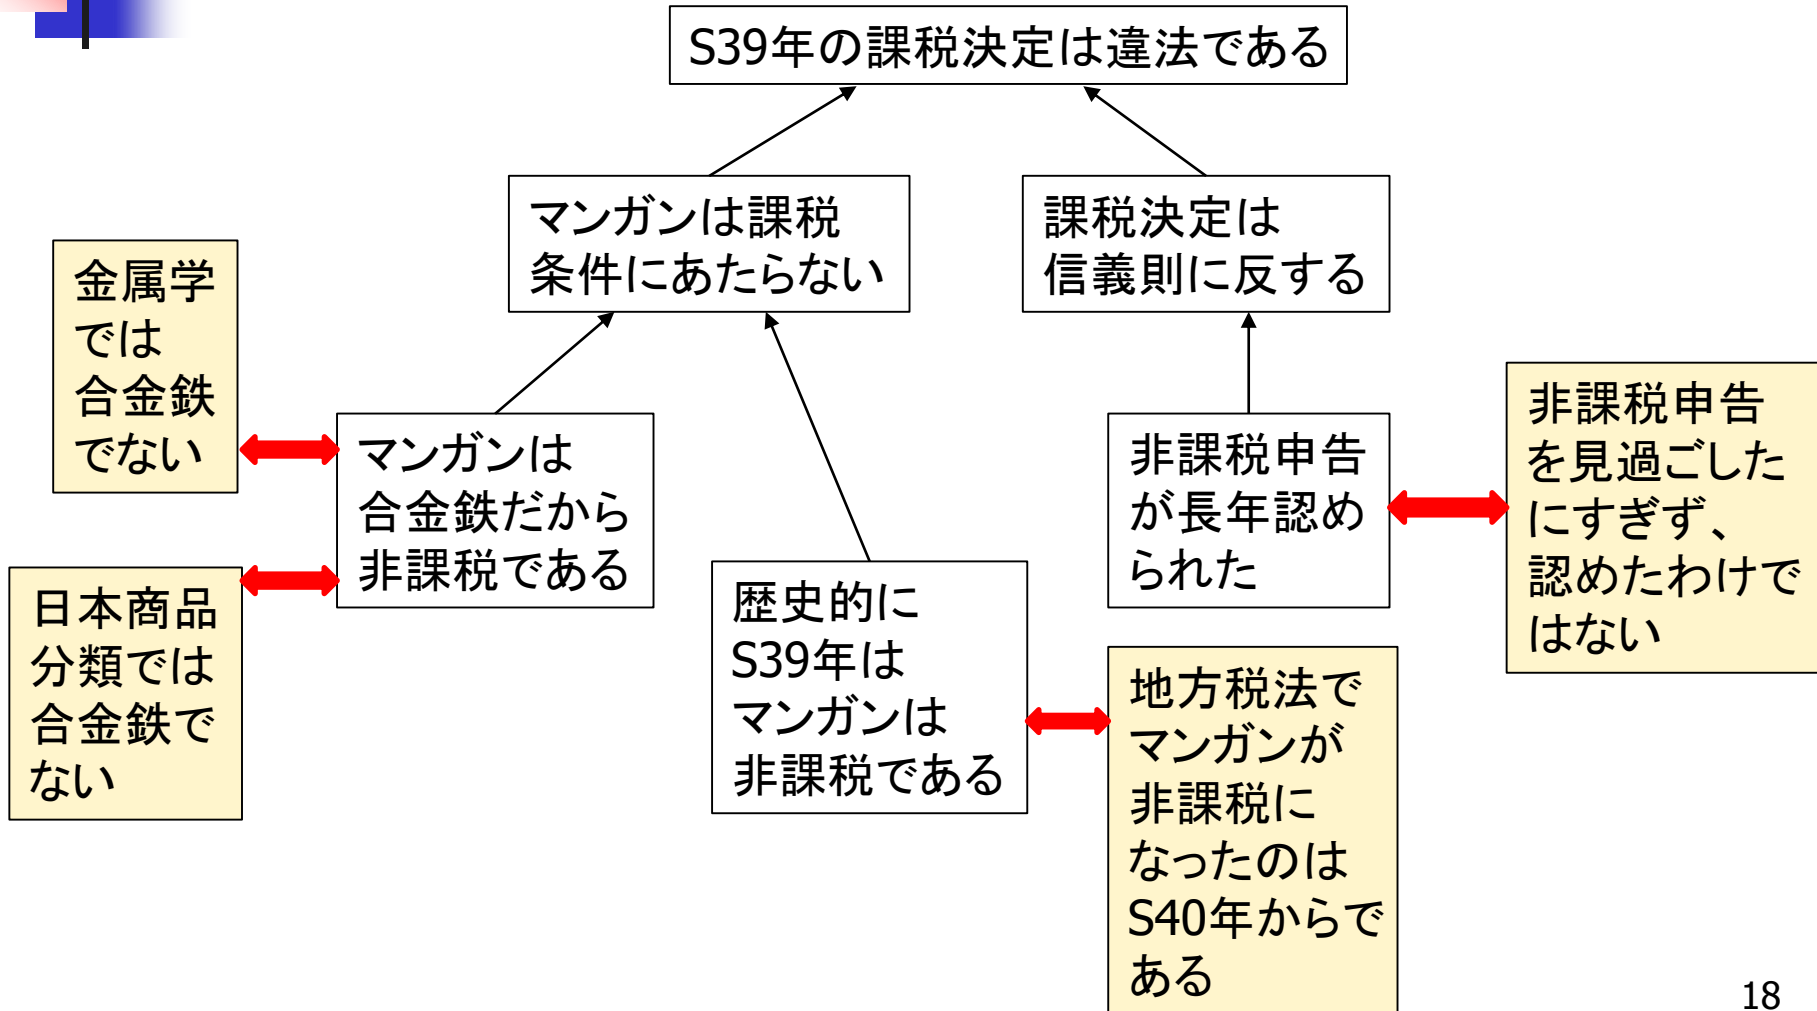 S39年の課税決定は違法である
マンガンは課税
条件にあたらない
課税決定は
信義則に反する
金属学
では
合金鉄
でない
マンガンは
合金鉄だから
非課税である
非課税申告
が長年認め
られた
非課税申告
を見過ごした
にすぎず、
認めたわけで
はない
日本商品
分類では
合金鉄で
ない
歴史的に
S39年は
マンガンは
非課税である
地方税法で
マンガンが
非課税に
なったのは
S40年からで
ある
18